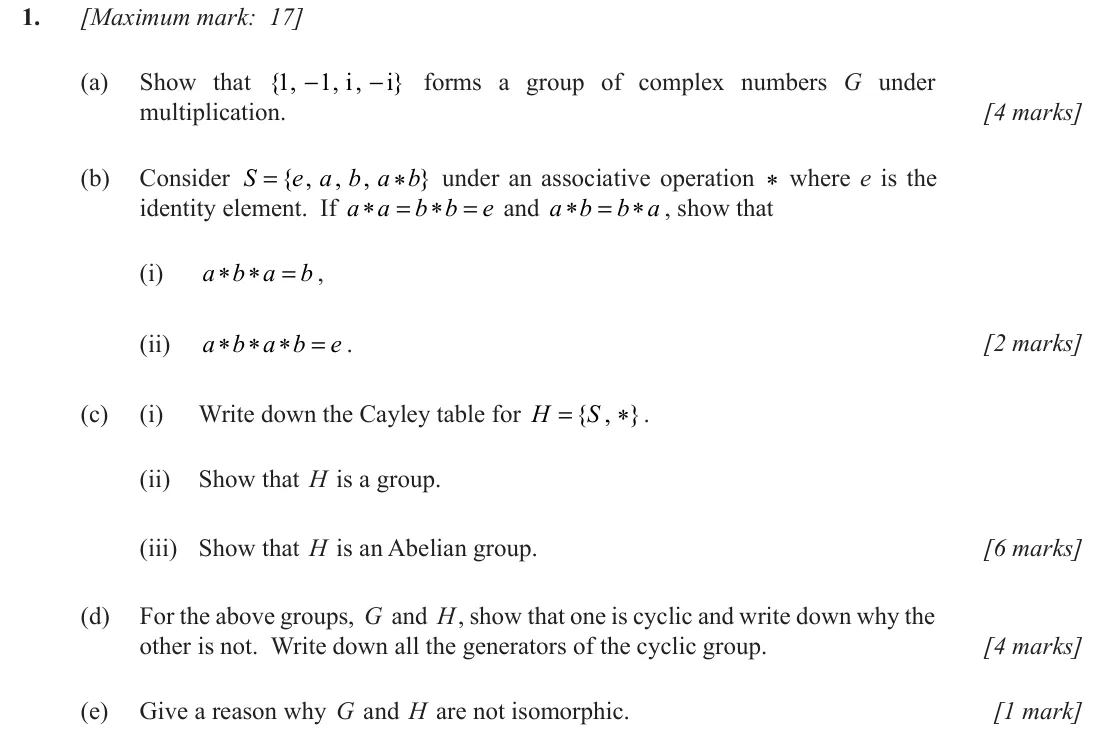 1. [Maximum mark: 17]
(a) Show that {1, −1, i, −i} forms a group of complex numbers G under
multiplication. [4 marks]
(b) Consider S = {e, a, b, a ∗ b} under an associative operation ∗ where e is the
identity element. If a ∗ a = b ∗ b = e and a ∗ b = b ∗ a, show that
(i) a ∗ b ∗ a = b,
(ii) a ∗ b ∗ a ∗ b = e. [2 marks]
(c) (i) Write down the Cayley table for H = {S, ∗}.
(ii) Show that H is a group.
(iii) Show that H is an Abelian group. [6 marks]
(d) For the above groups, G and H, show that one is cyclic and write down why the
other is not. Write down all the generators of the cyclic group. [4 marks]
(e) Give a reason why G and H are not isomorphic. [1 mark]